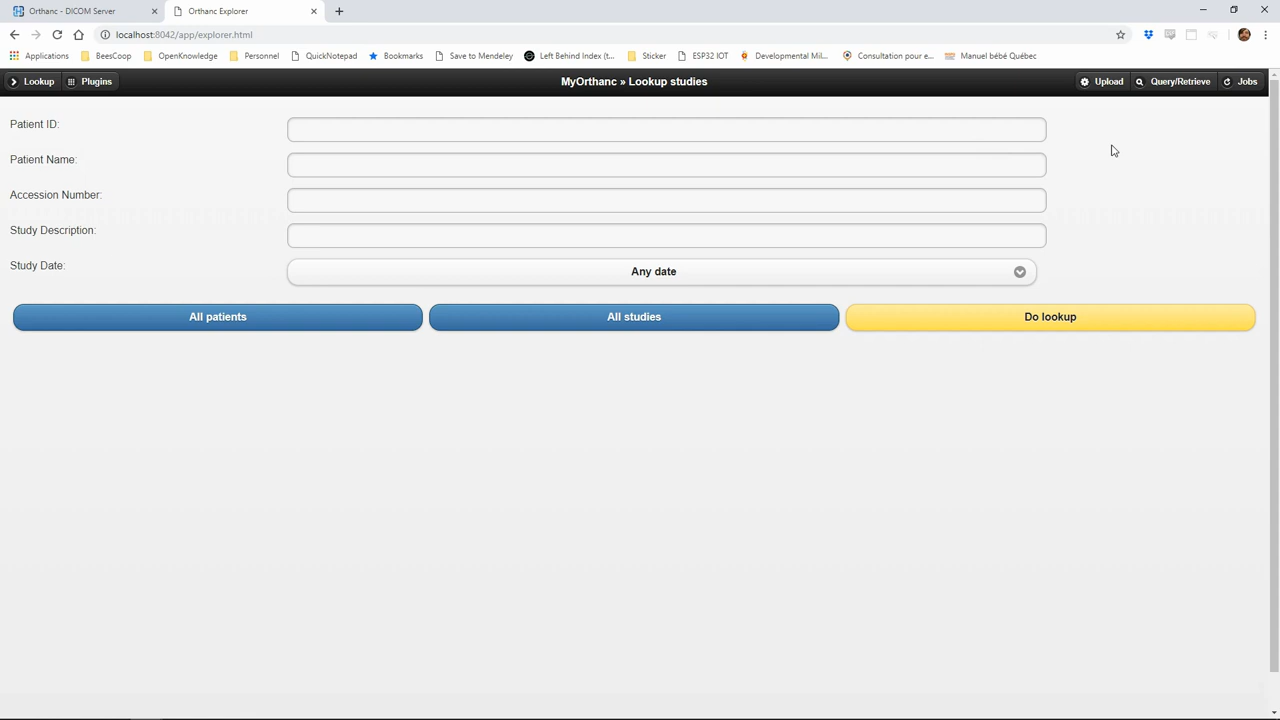 Orthanc - DICOM Server
Orthanc Explorer
localhost:8042/app/explorer.html
Applications BeesCoop OpenKnowledge Personnel QuickNotepad Bookmarks Save to Mendeley Left Behind Index (t... Sticker ESP32 IOT Developmental Mil... Consultation pour e... Manuel bébé Québec
Lookup Plugins MyOrthanc » Lookup studies Upload Query/Retrieve Jobs
Patient ID:
Patient Name:
Accession Number:
Study Description:
Study Date: Any date
All patients All studies Do lookup